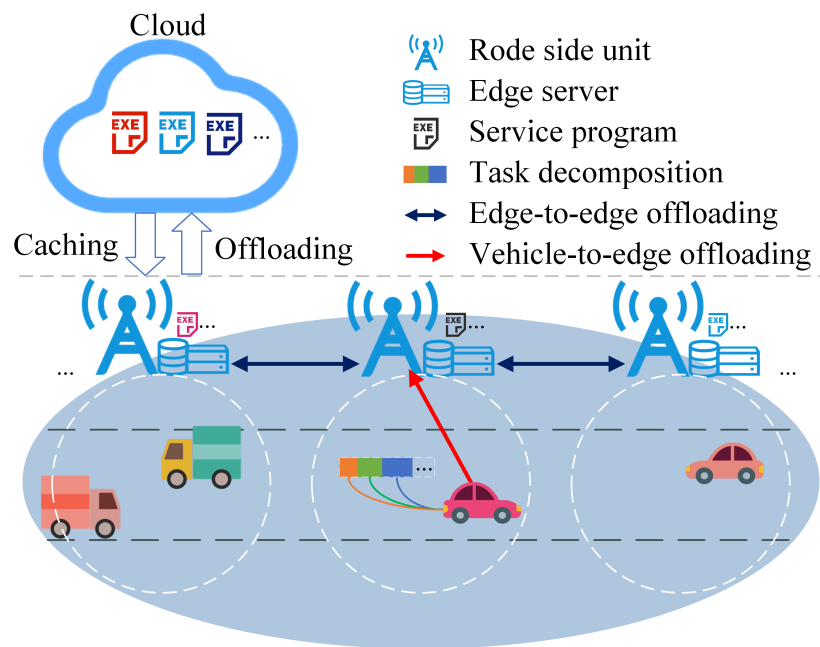 Cloud
EXE EXE EXE ...
Rode side unit
Edge server
EXE Service program
Task decomposition
Edge-to-edge offloading
Vehicle-to-edge offloading
Caching
Offloading
EXE ...
EXE ...
EXE ...
...
...
...